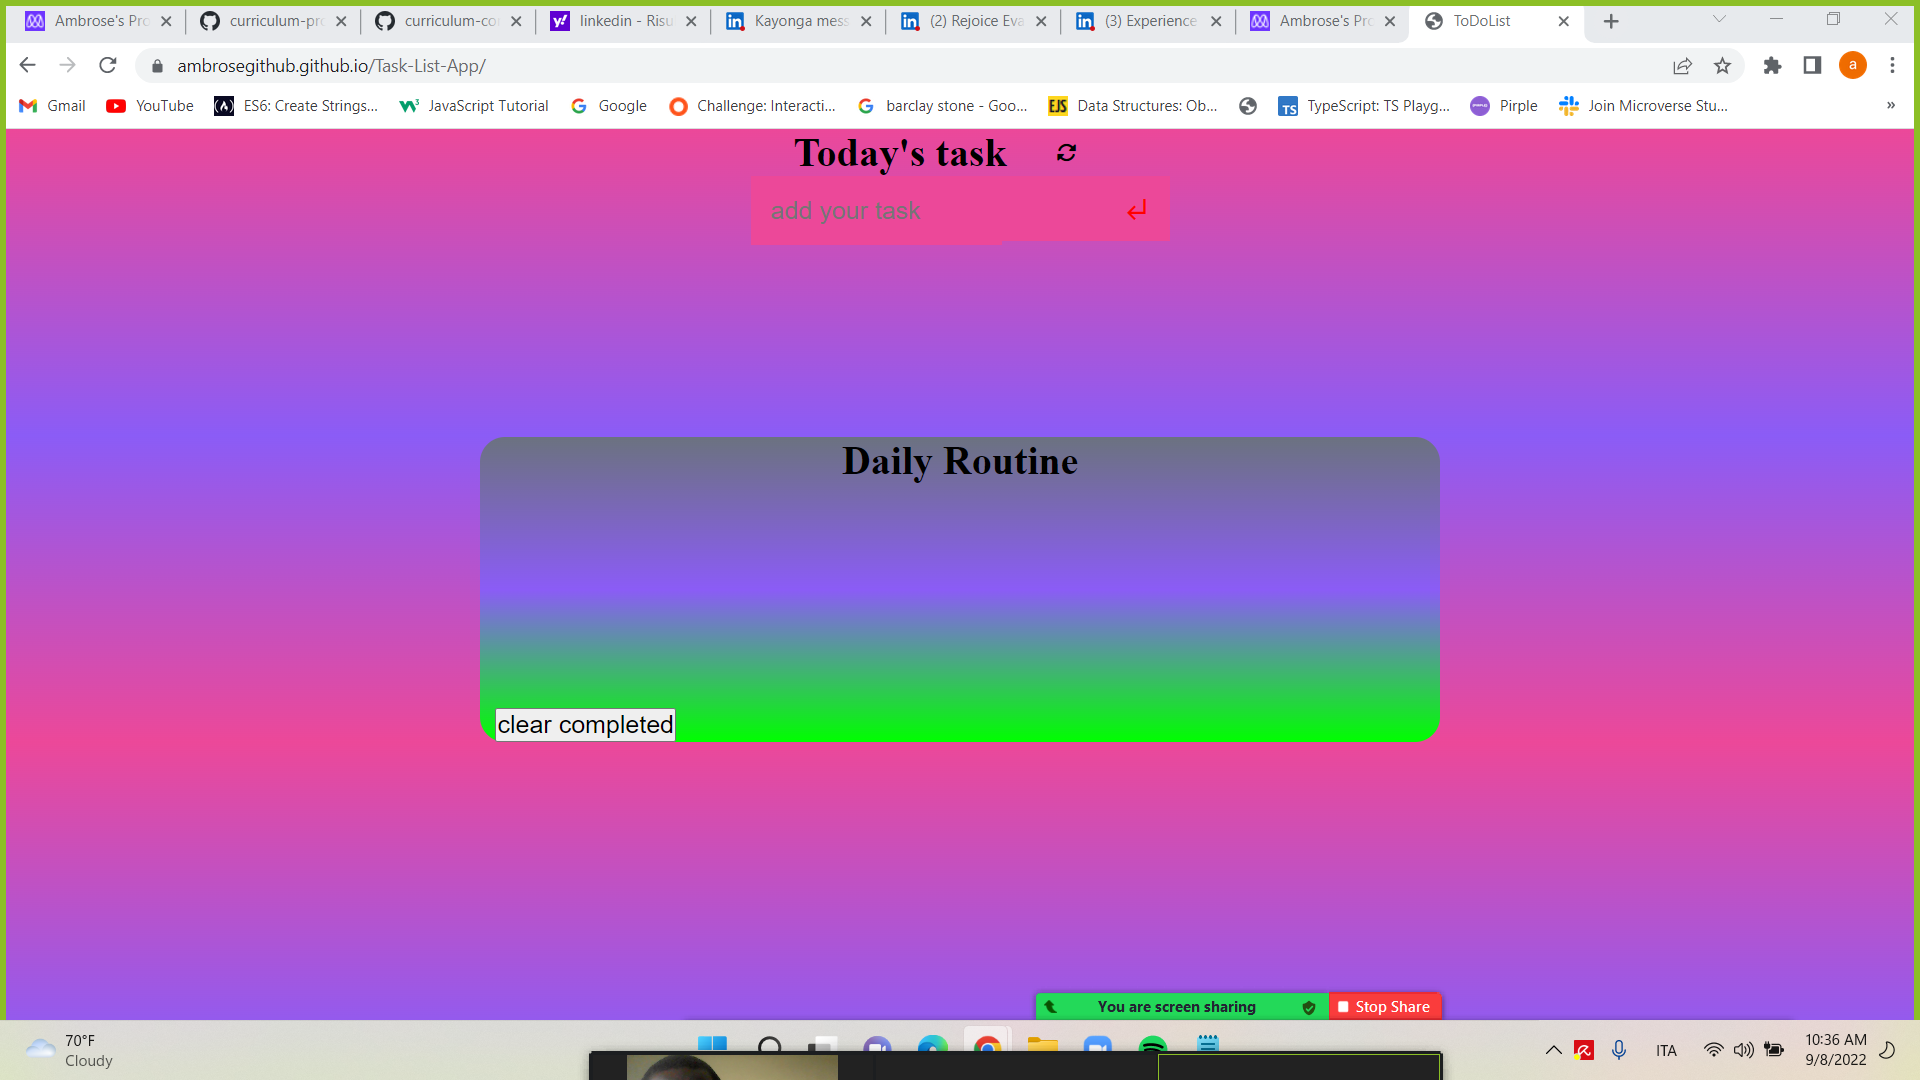 Ambrose's Pro
curriculum-pro
curriculum-co
linkedin - Risu
Kayonga mess
(2) Rejoice Eva
(3) Experience
Ambrose's Pro
ToDoList
ambrosegithub.github.io/Task-List-App/
a
Gmail
YouTube
ES6: Create Strings...
JavaScript Tutorial
Google
Challenge: Interacti...
barclay stone - Goo...
EJS
Data Structures: Ob...
TS
TypeScript: TS Playg...
Pirple
Join Microverse Stu...
»
Today's task
add your task
Daily Routine
clear completed
You are screen sharing
Stop Share
70°F
Cloudy
ITA
10:36 AM
9/8/2022